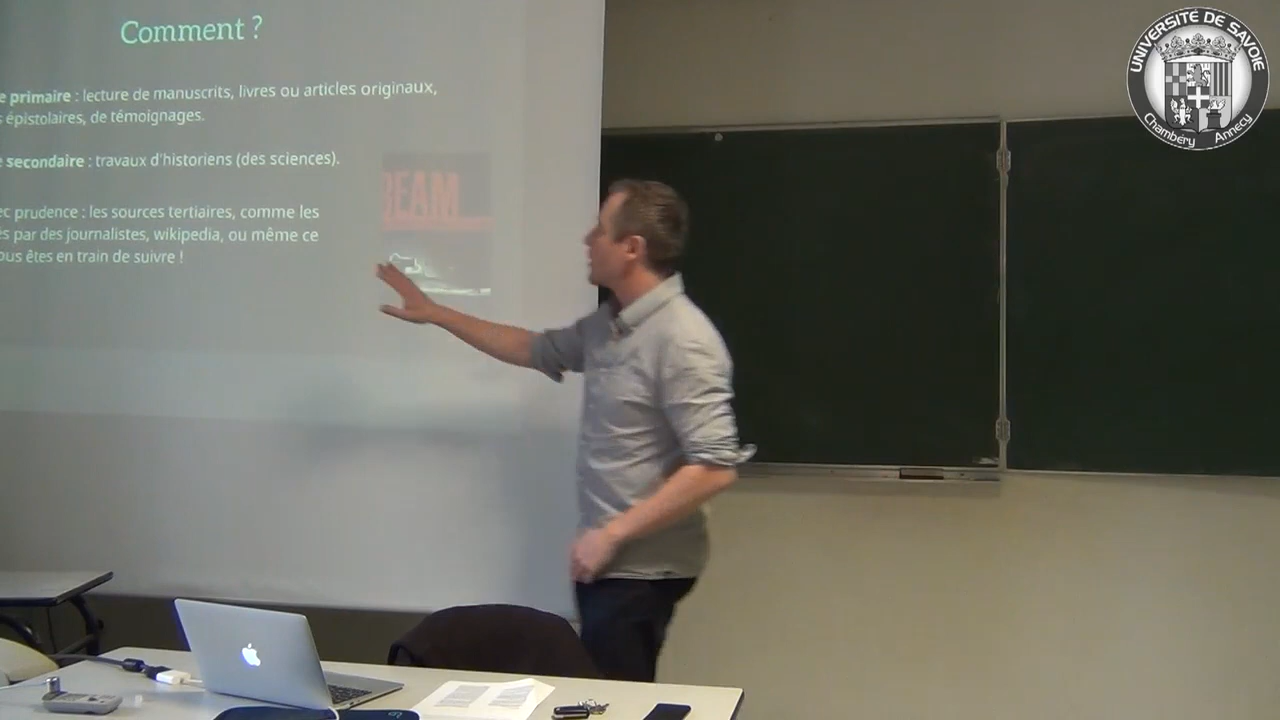 Comment ?
e primaire : lecture de manuscrits, livres ou articles originaux,
s épistolaires, de témoignages.
e secondaire : travaux d'historiens (des sciences).
ec prudence : les sources tertiaires, comme les
és par des journalistes, wikipedia, ou même ce
ous êtes en train de suivre !
BEAM
UNIVERSITÉ DE SAVOIE
Chambéry Annecy